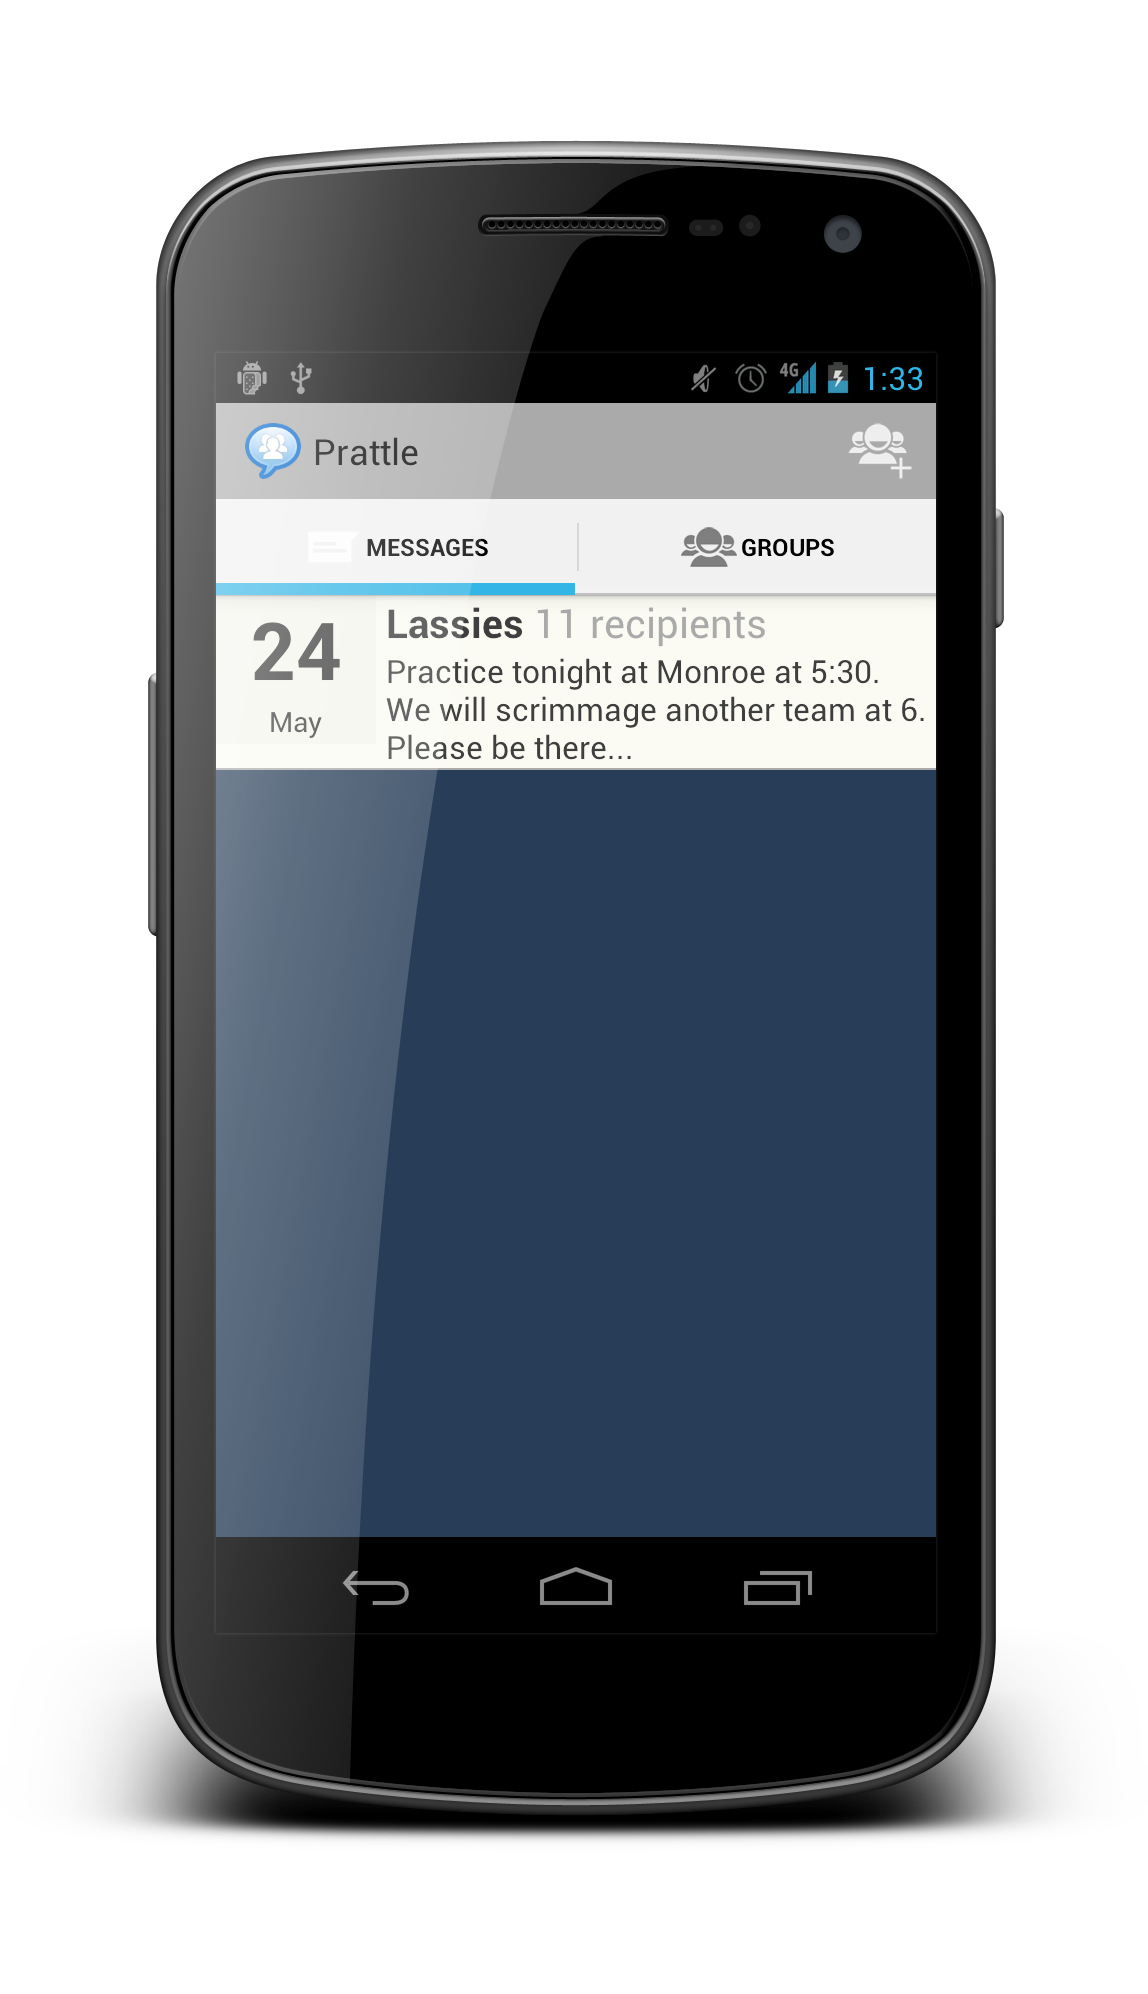 4G 1:33
Prattle
MESSAGES GROUPS
24
May
Lassies 11 recipients
Practice tonight at Monroe at 5:30.
We will scrimmage another team at 6.
Please be there...